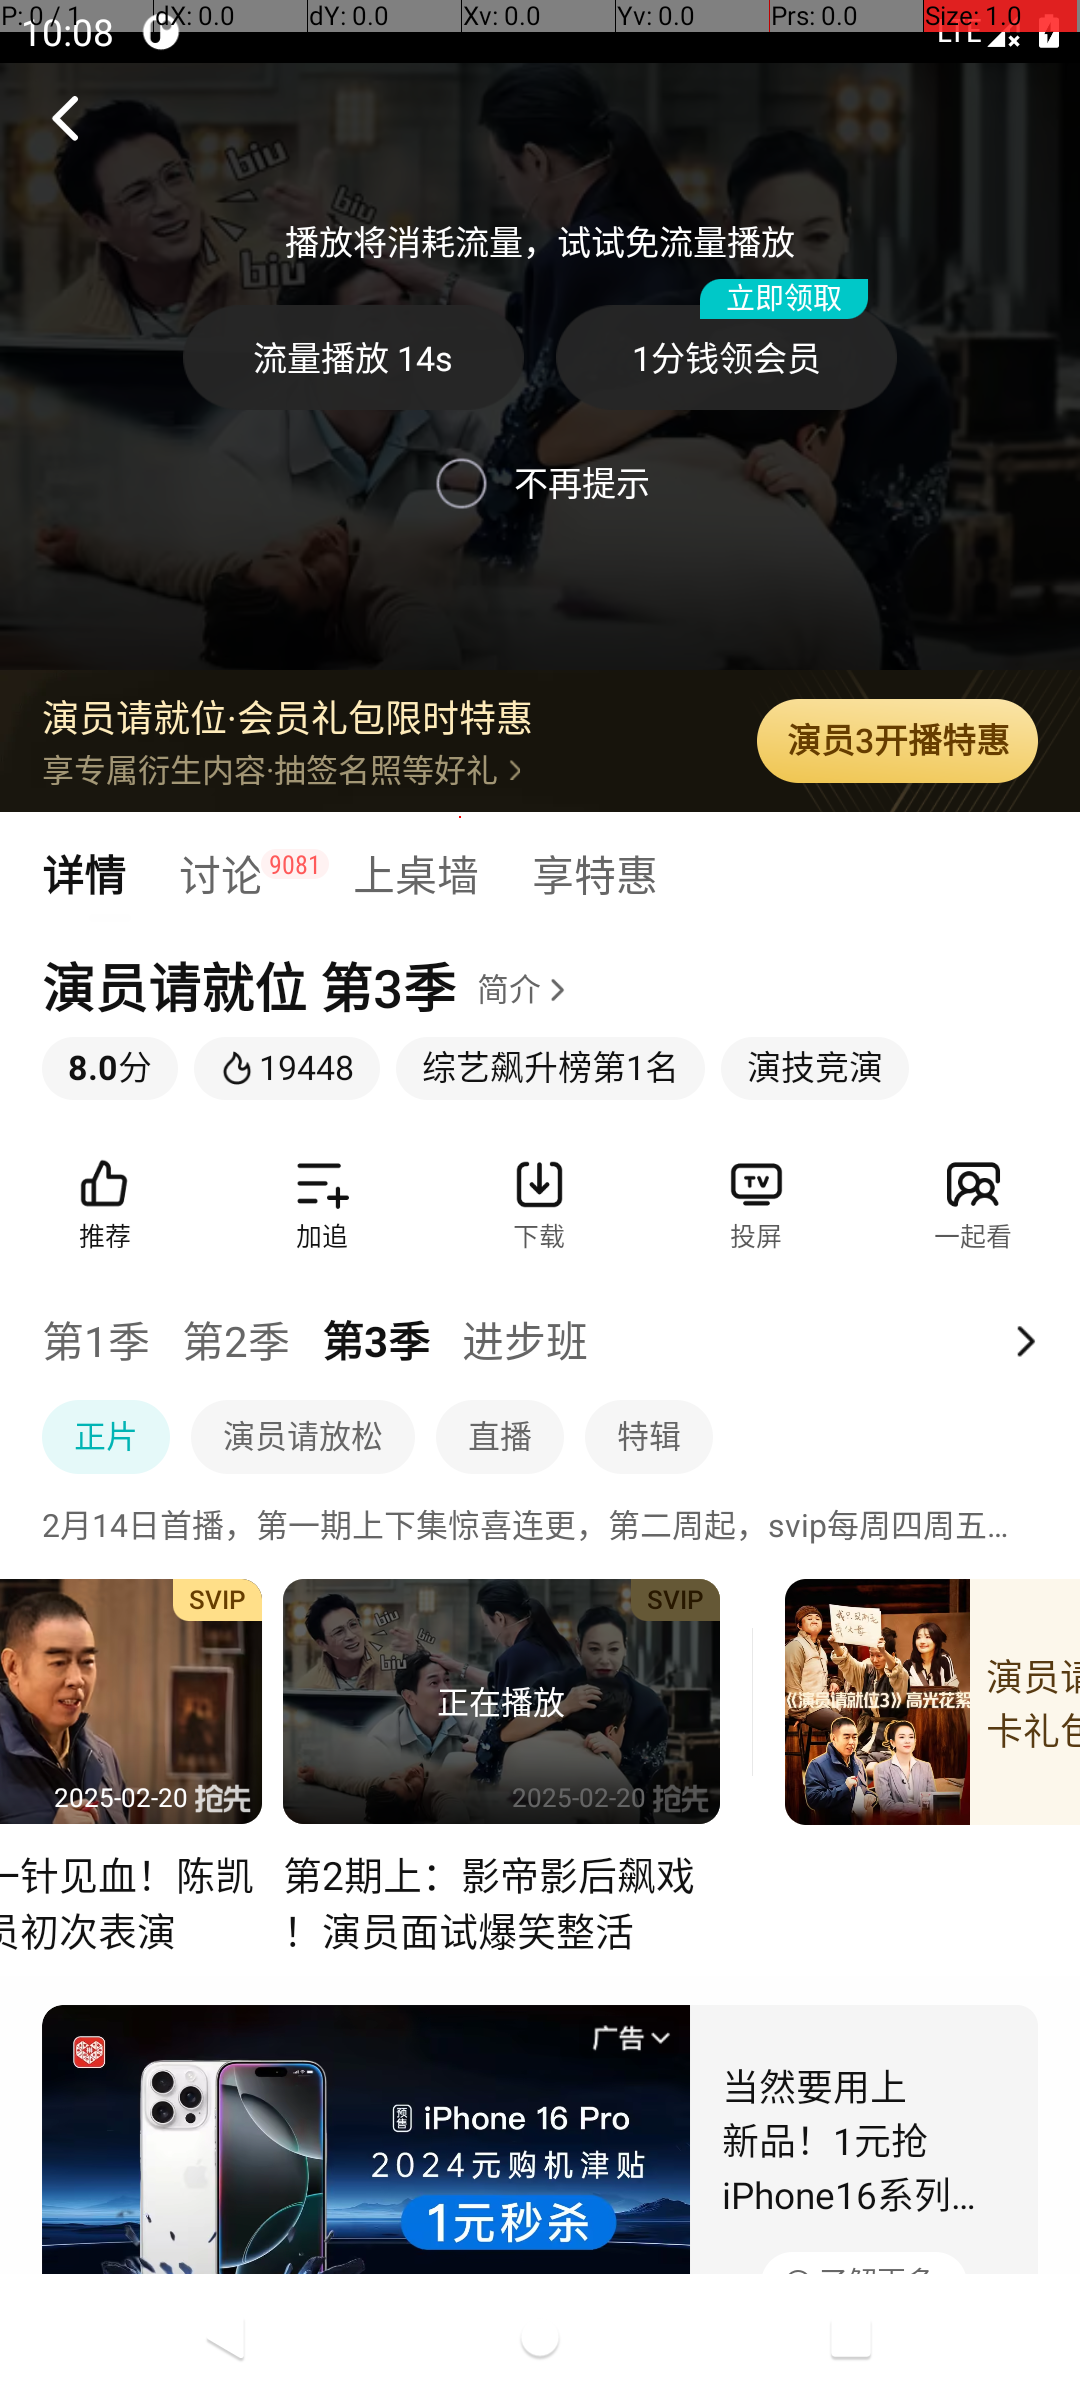 P: 0 / 1 dX: 0.0 dY: 0.0 Xv: 0.0 Yv: 0.0 Prs: 0.0 Size: 1.0
10:08 LTE
biu
biu
biu
播放将消耗流量，试试免流量播放
立即领取
流量播放 14s 1分钱领会员
不再提示
演员请就位·会员礼包限时特惠
享专属衍生内容·抽签名照等好礼
演员3开播特惠
详情 讨论 9081 上桌墙 享特惠
演员请就位 第3季 简介
8.0分 19448 综艺飙升榜第1名 演技竞演
推荐 加追 下载 投屏 一起看
TV
第1季 第2季 第3季 进步班
正片 演员请放松 直播 特辑
2月14日首播，第一期上下集惊喜连更，第二周起，svip每周四周五...
SVIP
2025-02-20 抢先
一针见血！陈凯
员初次表演
biu
biu
biu
SVIP
正在播放
2025-02-20 抢先
第2期上：影帝影后飙戏
！演员面试爆笑整活
《演员请就位3》高光花絮
演员请
卡礼包
广告
预售 iPhone 16 Pro
2024元购机津贴
1元秒杀
当然要用上
新品！1元抢
iPhone16系列...
了解更多